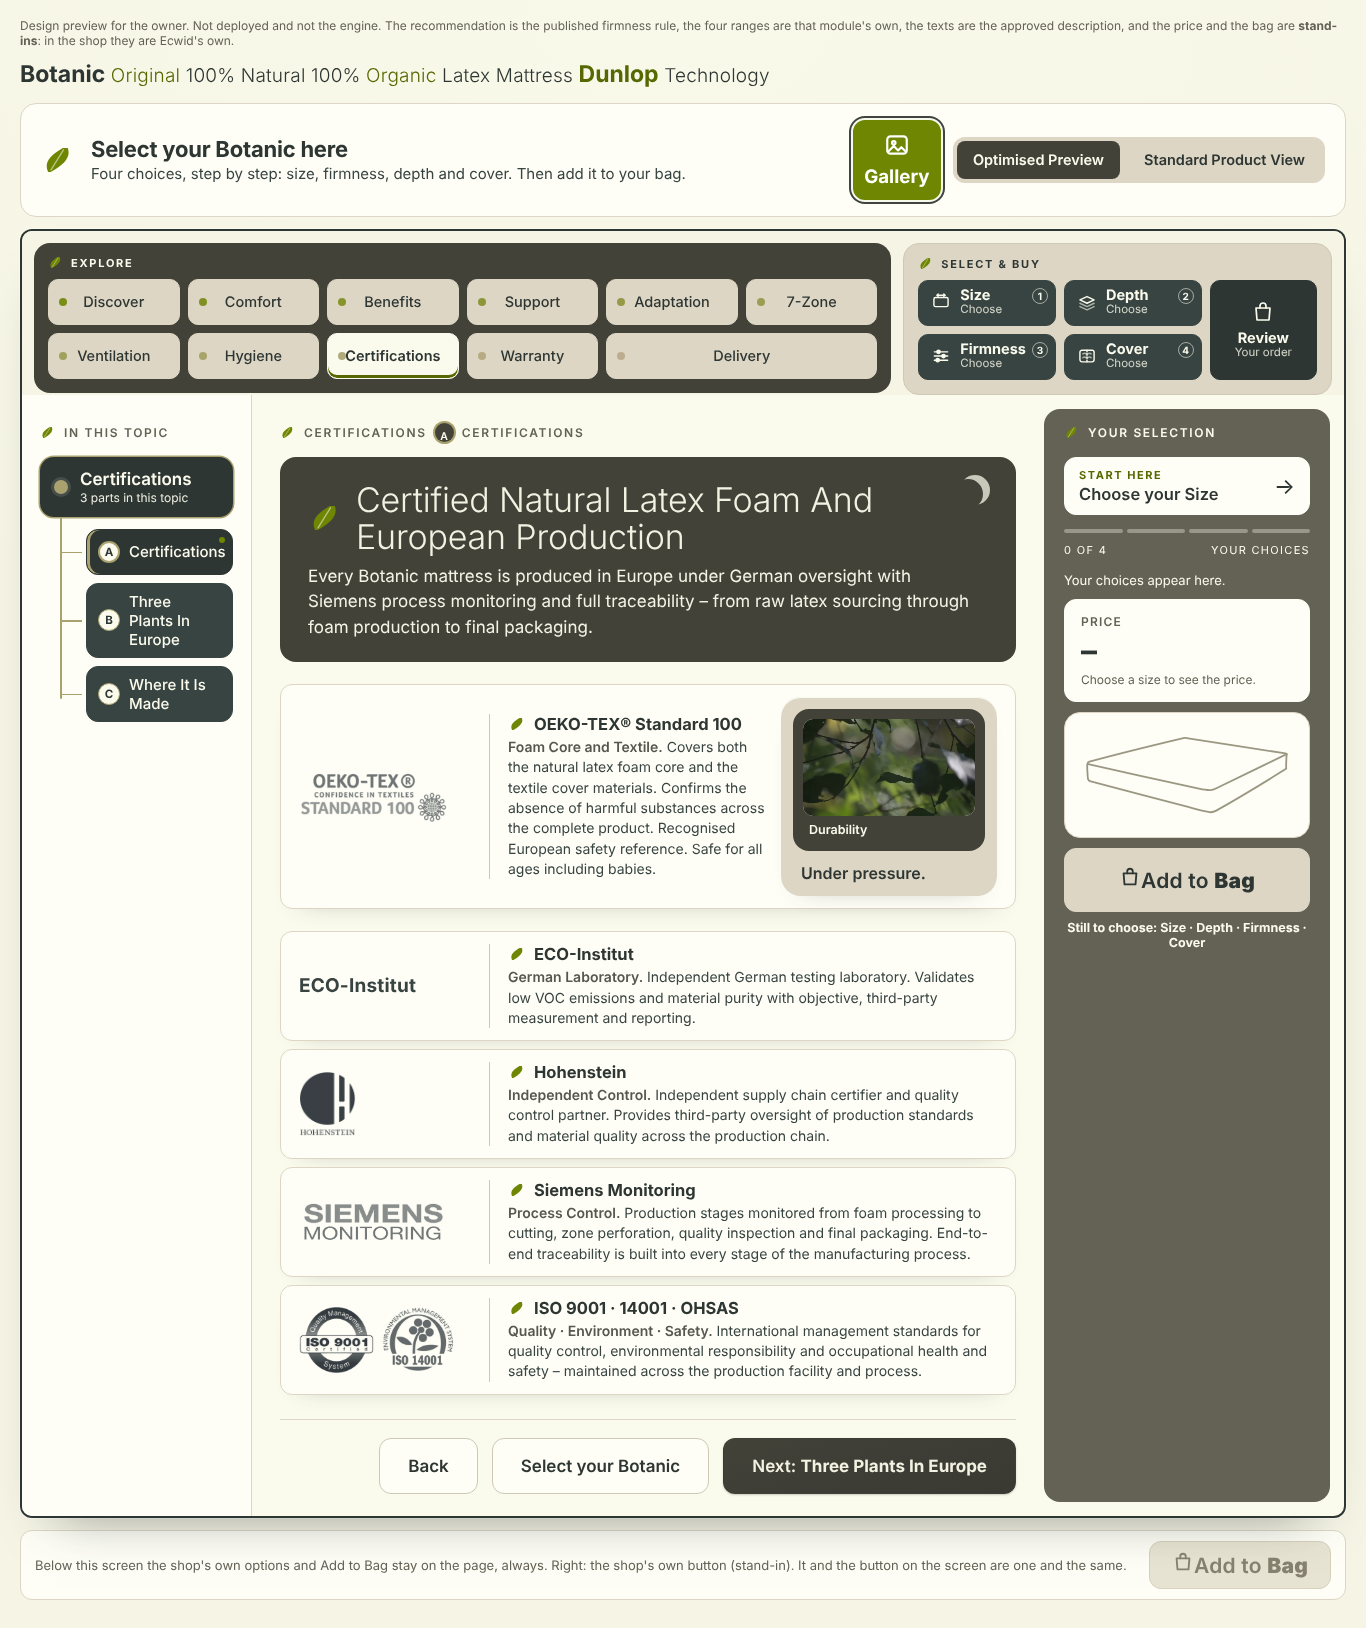 Design preview for the owner. Not deployed and not the engine. The recommendation is the published firmness rule, the four ranges are that module's own, the texts are the approved description, and the price and the bag are stand-
ins: in the shop they are Ecwid's own.
Botanic Original 100% Natural 100% Organic Latex Mattress Dunlop Technology
Select your Botanic here
Four choices, step by step: size, firmness, depth and cover. Then add it to your bag.
Gallery
Optimised Preview
Standard Product View
EXPLORE
Discover
Comfort
Benefits
Support
Adaptation
7-Zone
Ventilation
Hygiene
Certifications
Warranty
Delivery
SELECT & BUY
Size
Choose
1
Depth
Choose
2
Firmness
Choose
3
Cover
Choose
4
Review
Your order
IN THIS TOPIC
Certifications
3 parts in this topic
A Certifications
B Three
Plants In
Europe
C Where It Is
Made
CERTIFICATIONS A CERTIFICATIONS
Certified Natural Latex Foam And
European Production
Every Botanic mattress is produced in Europe under German oversight with
Siemens process monitoring and full traceability – from raw latex sourcing through
foam production to final packaging.
OEKO-TEX®
CONFIDENCE IN TEXTILES
STANDARD 100
OEKO-TEX® Standard 100
Foam Core and Textile. Covers both
the natural latex foam core and the
textile cover materials. Confirms the
absence of harmful substances across
the complete product. Recognised
European safety reference. Safe for all
ages including babies.
Durability
Under pressure.
ECO-Institut
ECO-Institut
German Laboratory. Independent German testing laboratory. Validates
low VOC emissions and material purity with objective, third-party
measurement and reporting.
HOHENSTEIN
Hohenstein
Independent Control. Independent supply chain certifier and quality
control partner. Provides third-party oversight of production standards
and material quality across the production chain.
SIEMENS
MONITORING
Siemens Monitoring
Process Control. Production stages monitored from foam processing to
cutting, zone perforation, quality inspection and final packaging. End-to-
end traceability is built into every stage of the manufacturing process.
Quality Management
ISO 9001
Certified
System
ENVIRONMENTAL MANAGEMENT SYSTEM
ISO 14001
ISO 9001 · 14001 · OHSAS
Quality · Environment · Safety. International management standards for
quality control, environmental responsibility and occupational health and
safety – maintained across the production facility and process.
Back
Select your Botanic
Next: Three Plants In Europe
YOUR SELECTION
START HERE
Choose your Size
0 OF 4
YOUR CHOICES
Your choices appear here.
PRICE
–
Choose a size to see the price.
Add to Bag
Still to choose: Size · Depth · Firmness ·
Cover
Below this screen the shop's own options and Add to Bag stay on the page, always. Right: the shop's own button (stand-in). It and the button on the screen are one and the same.
Add to Bag